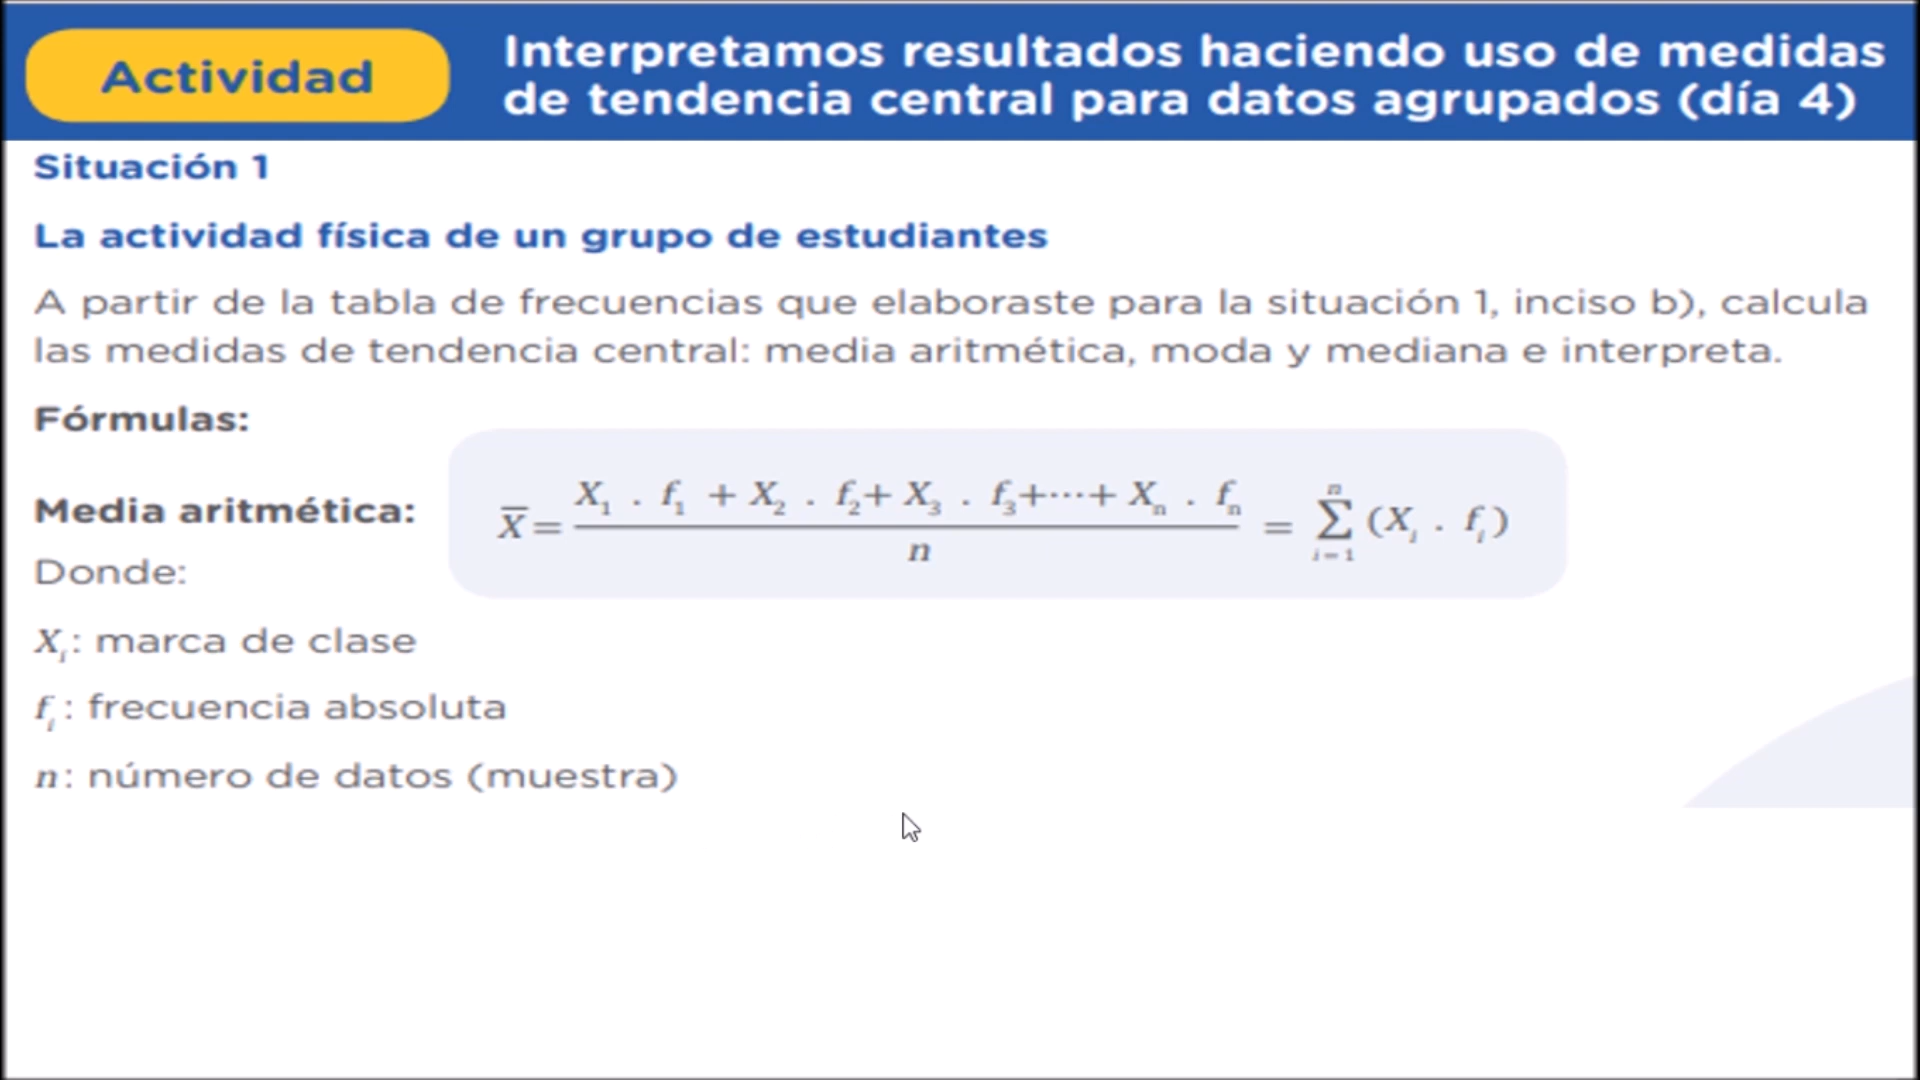 Actividad
Interpretamos resultados haciendo uso de medidas
de tendencia central para datos agrupados (día 4)
Situación 1
La actividad física de un grupo de estudiantes
A partir de la tabla de frecuencias que elaboraste para la situación 1, inciso b), calcula
las medidas de tendencia central: media aritmética, moda y mediana e interpreta.
Fórmulas:
Media aritmética: X̄ = (X₁ . f₁ + X₂ . f₂ + X₃ . f₃ + ⋯ + Xₙ . fₙ) / n = ∑ⁿᵢ₌₁ (Xᵢ . fᵢ)
Donde:
Xᵢ: marca de clase
fᵢ: frecuencia absoluta
n: número de datos (muestra)